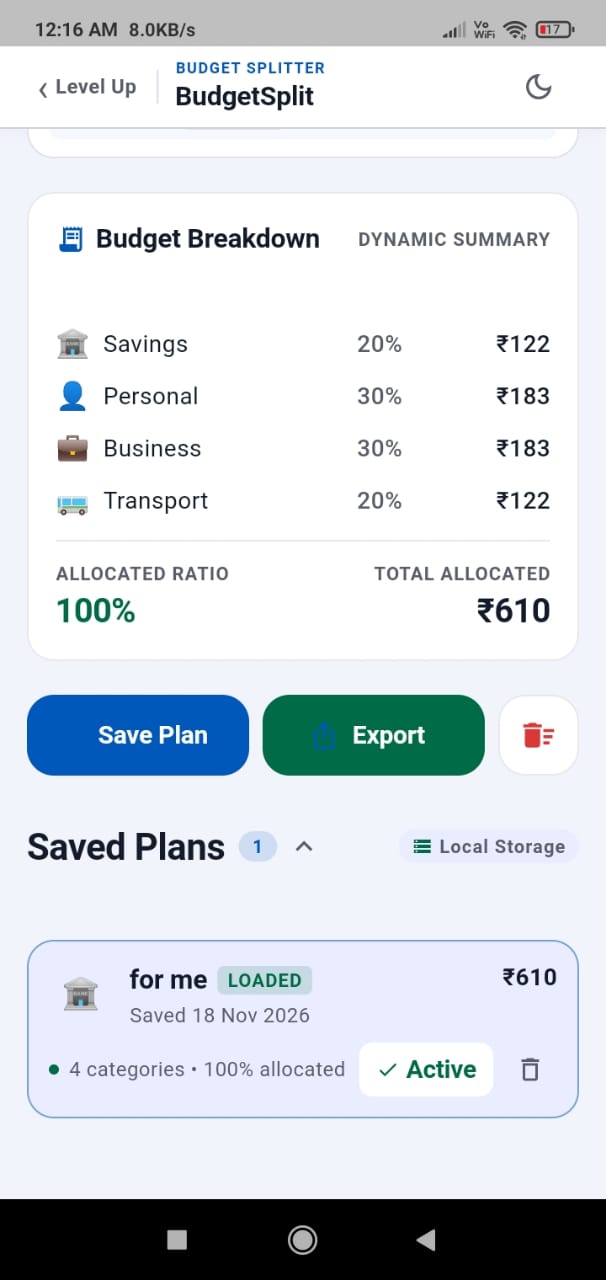 12:16 AM 8.0KB/s Vo WiFi 17
‹ Level Up
BUDGET SPLITTER
BudgetSplit
Budget Breakdown DYNAMIC SUMMARY
Savings 20% ₹122
Personal 30% ₹183
Business 30% ₹183
Transport 20% ₹122
ALLOCATED RATIO TOTAL ALLOCATED
100% ₹610
Save Plan Export
Saved Plans 1 Local Storage
for me LOADED ₹610
Saved 18 Nov 2026
4 categories • 100% allocated ✓ Active